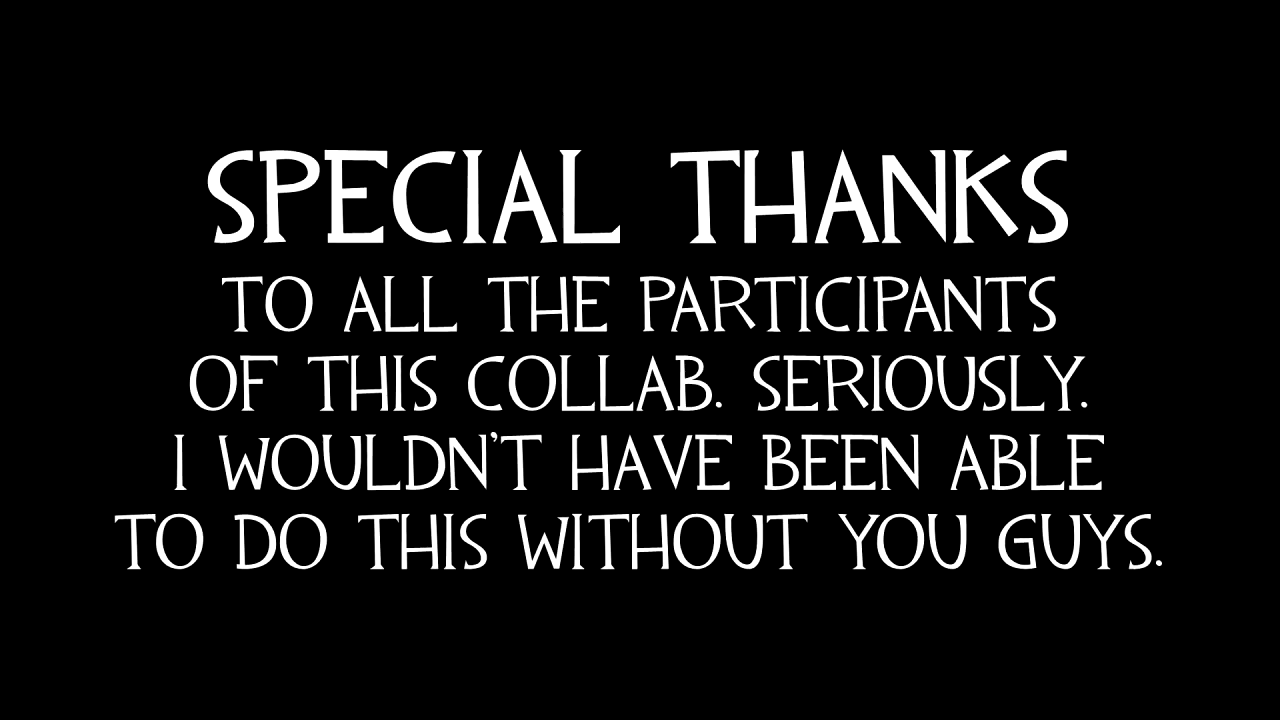 SPECIAL THANKS
TO ALL THE PARTICIPANTS
OF THIS COLLAB. SERIOUSLY.
I WOULDN'T HAVE BEEN ABLE
TO DO THIS WITHOUT YOU GUYS.